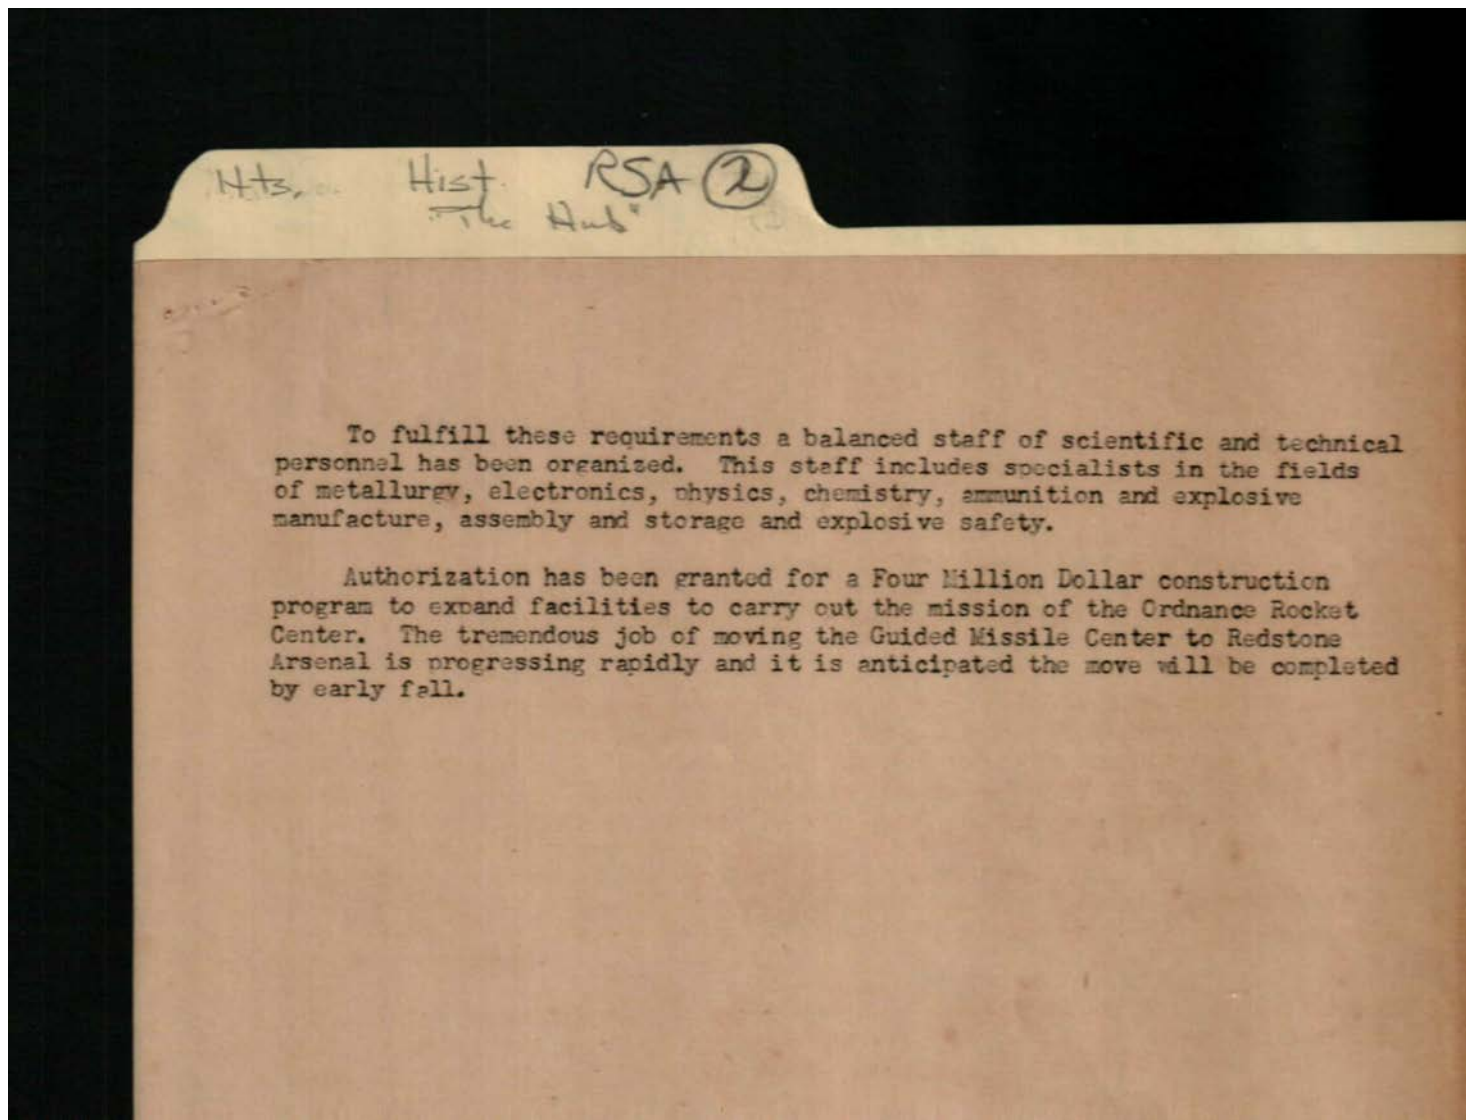 Nts. Hist. RSA 2
"The Hub"
To fulfill these requirements a balanced staff of scientific and technical
personnel has been organized. This staff includes specialists in the fields
of metallurgy, electronics, physics, chemistry, ammunition and explosive
manufacture, assembly and storage and explosive safety.
Authorization has been granted for a Four Million Dollar construction
program to expand facilities to carry out the mission of the Ordnance Rocket
Center. The tremendous job of moving the Guided Missile Center to Redstone
Arsenal is progressing rapidly and it is anticipated the move will be completed
by early fall.